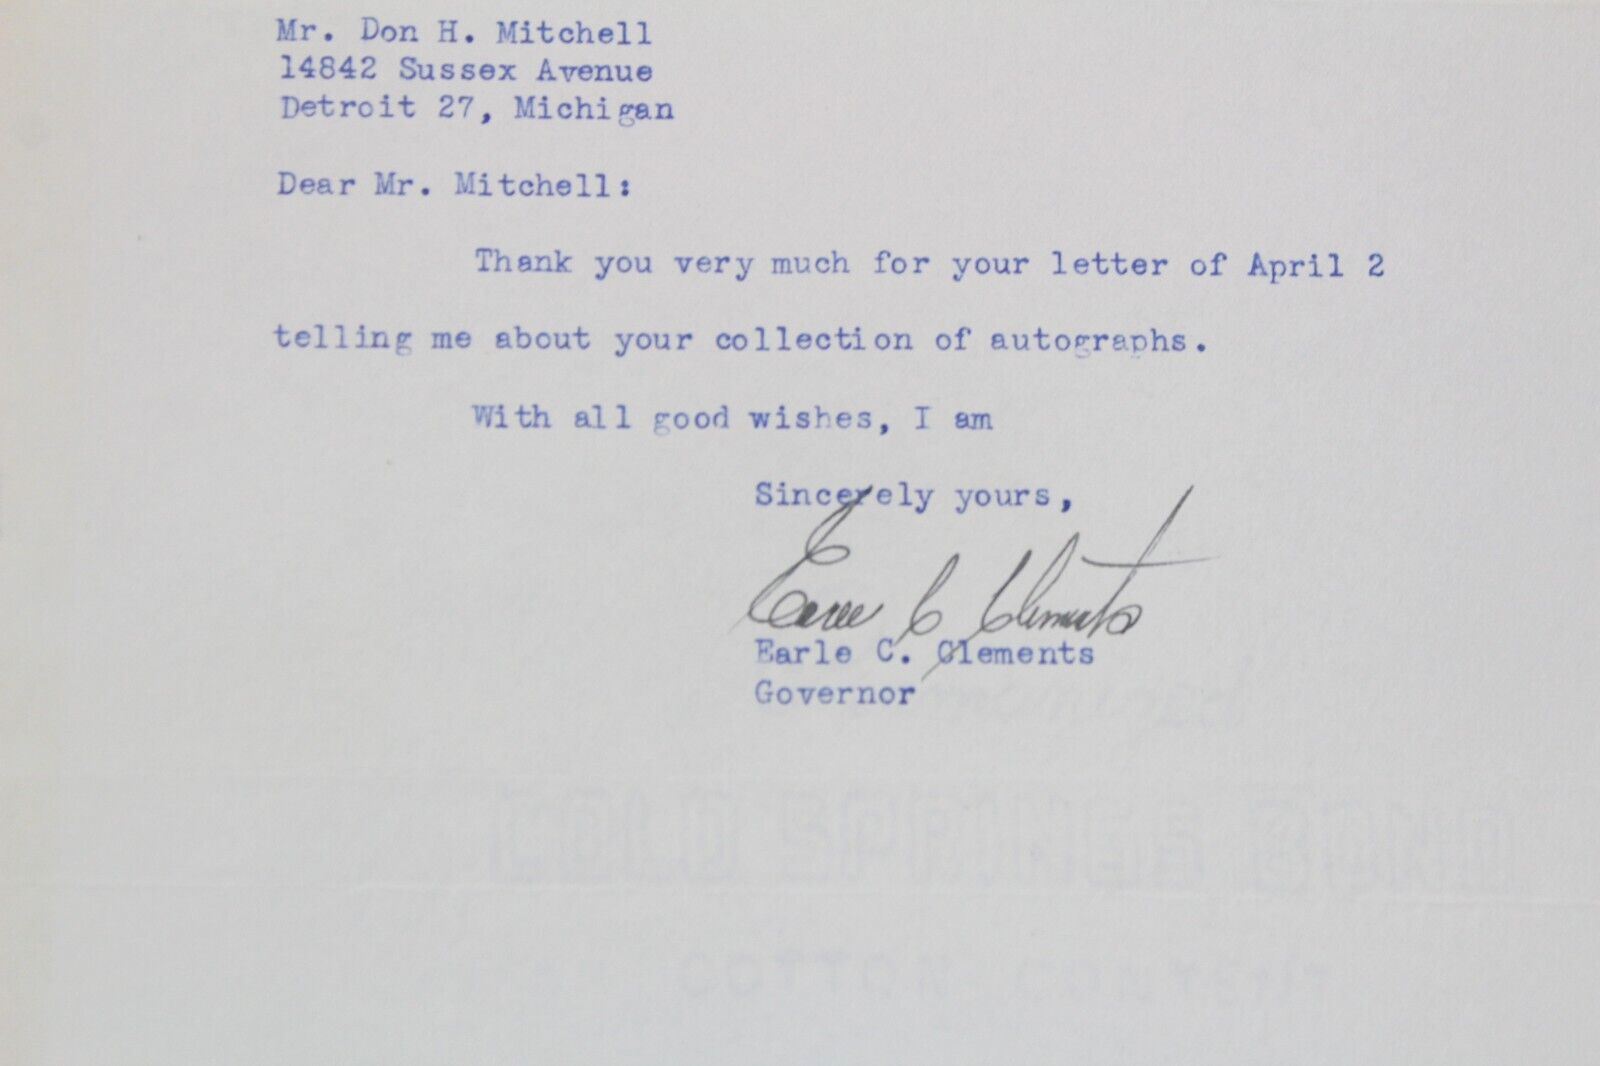 Mr. Don H. Mitchell
14842 Sussex Avenue
Detroit 27, Michigan
Dear Mr. Mitchell:
Thank you very much for your letter of April 2
telling me about your collection of autographs.
With all good wishes, I am
Sincerely yours,
Earle C Clements
Earle C. Clements
Governor
COTTON CONTENT